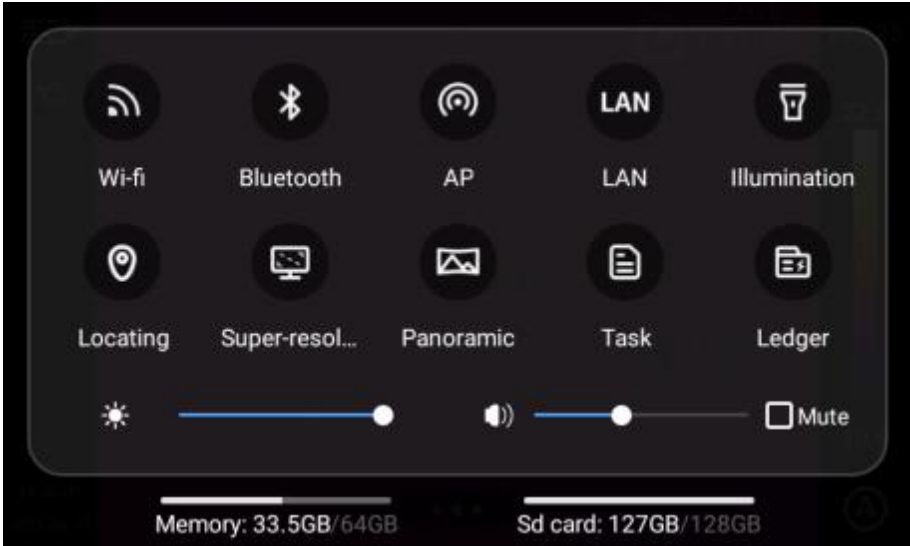 LAN
Wi-fi Bluetooth AP LAN Illumination
Locating Super-resol... Panoramic Task Ledger
Mute
Memory: 33.5GB/64GB Sd card: 127GB/128GB
A